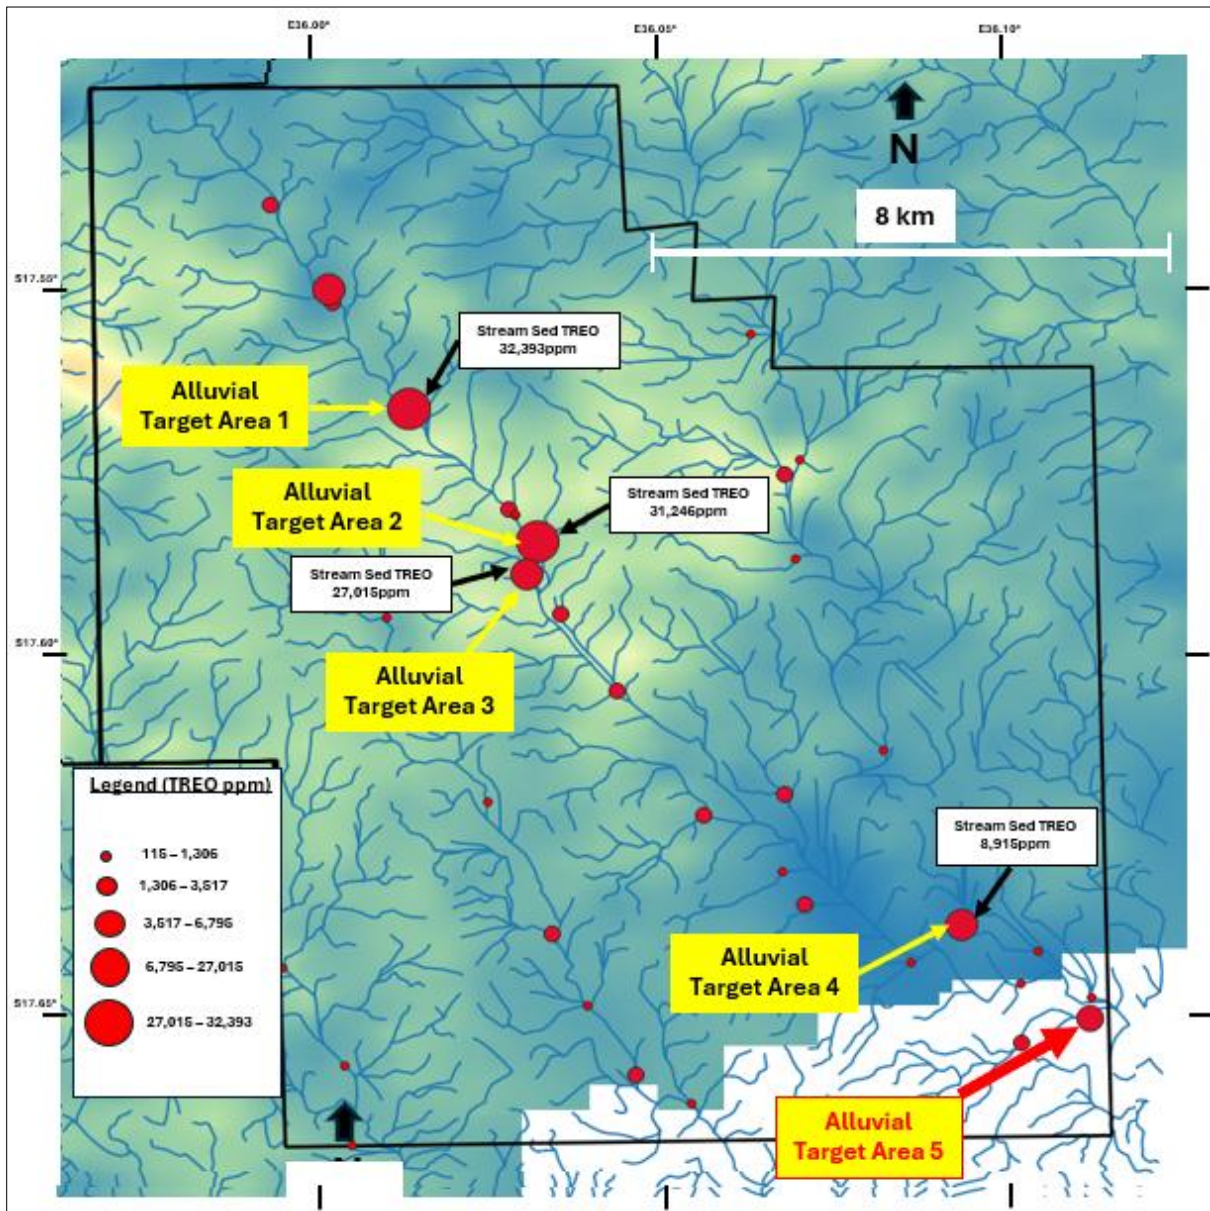 E36.00°
E36.05°
E36.10°
N
8 km
S17.55°
Stream Sed TREO
32,393ppm
Alluvial
Target Area 1
Alluvial
Target Area 2
Stream Sed TREO
31,246ppm
Stream Sed TREO
27,015ppm
S17.60°
Alluvial
Target Area 3
Legend (TREO ppm)
115 – 1,306
1,306 – 3,517
3,517 – 6,795
6,795 – 27,015
27,015 – 32,393
Stream Sed TREO
8,915ppm
Alluvial
Target Area 4
S17.65°
Alluvial
Target Area 5